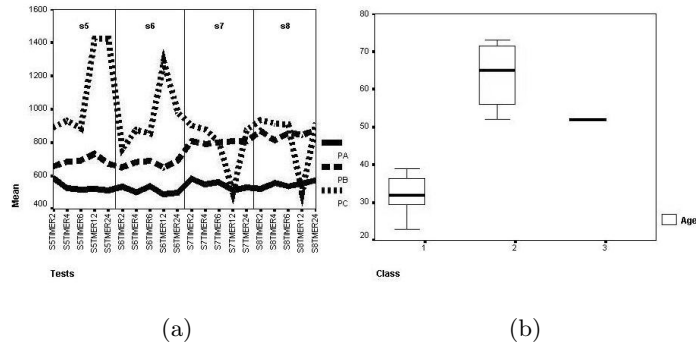 1600
1400
1200
1000
800
600
400
Mean
s5
s6
s7
s8
PA
PB
PC
S5TIMER2
S5TIMER4
S5TIMER6
S5TIMER12
S5TIMER24
S6TIMER2
S6TIMER4
S6TIMER6
S6TIMER12
S6TIMER24
S7TIMER2
S7TIMER4
S7TIMER6
S7TIMER12
S7TIMER24
S8TIMER2
S8TIMER4
S8TIMER6
S8TIMER12
S8TIMER24
Tests
(a)
80
70
60
50
40
30
20
1
2
3
Class
Age
(b)